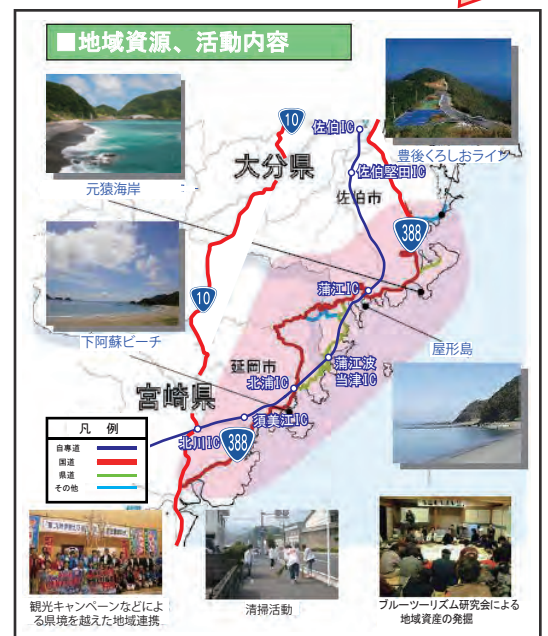 ■地域資源、活動内容
10
佐伯IC
大分県
佐伯堅田IC
佐伯市
元猿海岸
豊後くろしおライン
388
10
蒲江IC
下阿蘇ビーチ
屋形島
延岡市
蒲江波
当津IC
北浦IC
宮崎県
須美江IC
北川IC
388
凡 例
自専道
国道
県道
その他
観光キャンペーンなどによ
る県境を越えた地域連携
清掃活動
ブルーツーリズム研究会による
地域資産の発掘